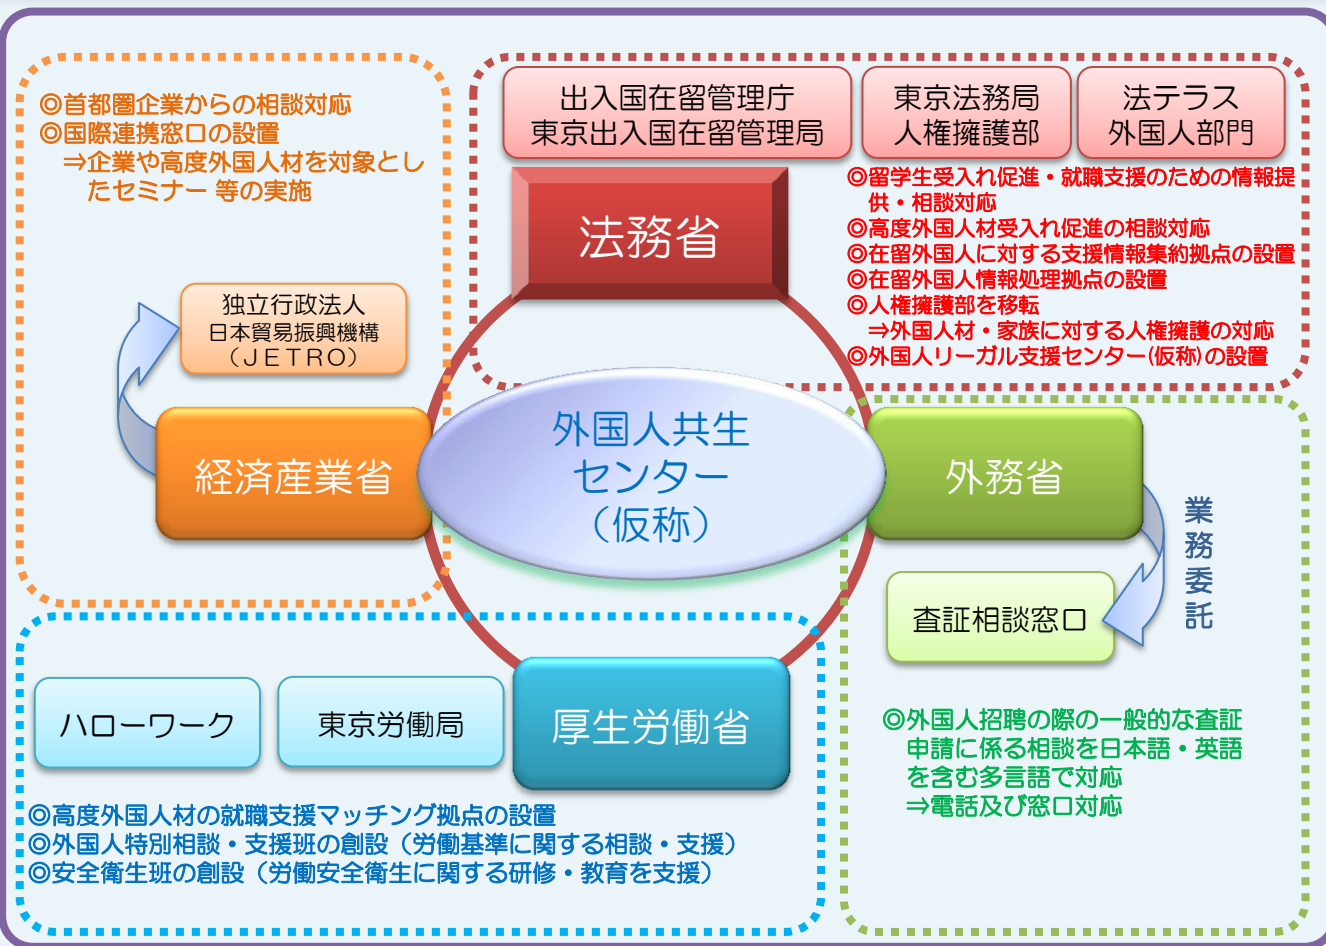 ◎首都圏企業からの相談対応
◎国際連携窓口の設置
⇒企業や高度外国人材を対象とし
たセミナー 等の実施
独立行政法人
日本貿易振興機構
（ＪＥＴＲＯ）
経済産業省
出入国在留管理庁
東京出入国在留管理局
東京法務局
人権擁護部
法テラス
外国人部門
法務省
◎留学生受入れ促進・就職支援のための情報提
供・相談対応
◎高度外国人材受入れ促進の相談対応
◎在留外国人に対する支援情報集約拠点の設置
◎在留外国人情報処理拠点の設置
◎人権擁護部を移転
⇒外国人材・家族に対する人権擁護の対応
◎外国人リーガル支援センター(仮称)の設置
外国人共生
センター
（仮称）
外務省
業務委託
査証相談窓口
◎外国人招聘の際の一般的な査証
申請に係る相談を日本語・英語
を含む多言語で対応
⇒電話及び窓口対応
ハローワーク
東京労働局
厚生労働省
◎高度外国人材の就職支援マッチング拠点の設置
◎外国人特別相談・支援班の創設（労働基準に関する相談・支援）
◎安全衛生班の創設（労働安全衛生に関する研修・教育を支援）